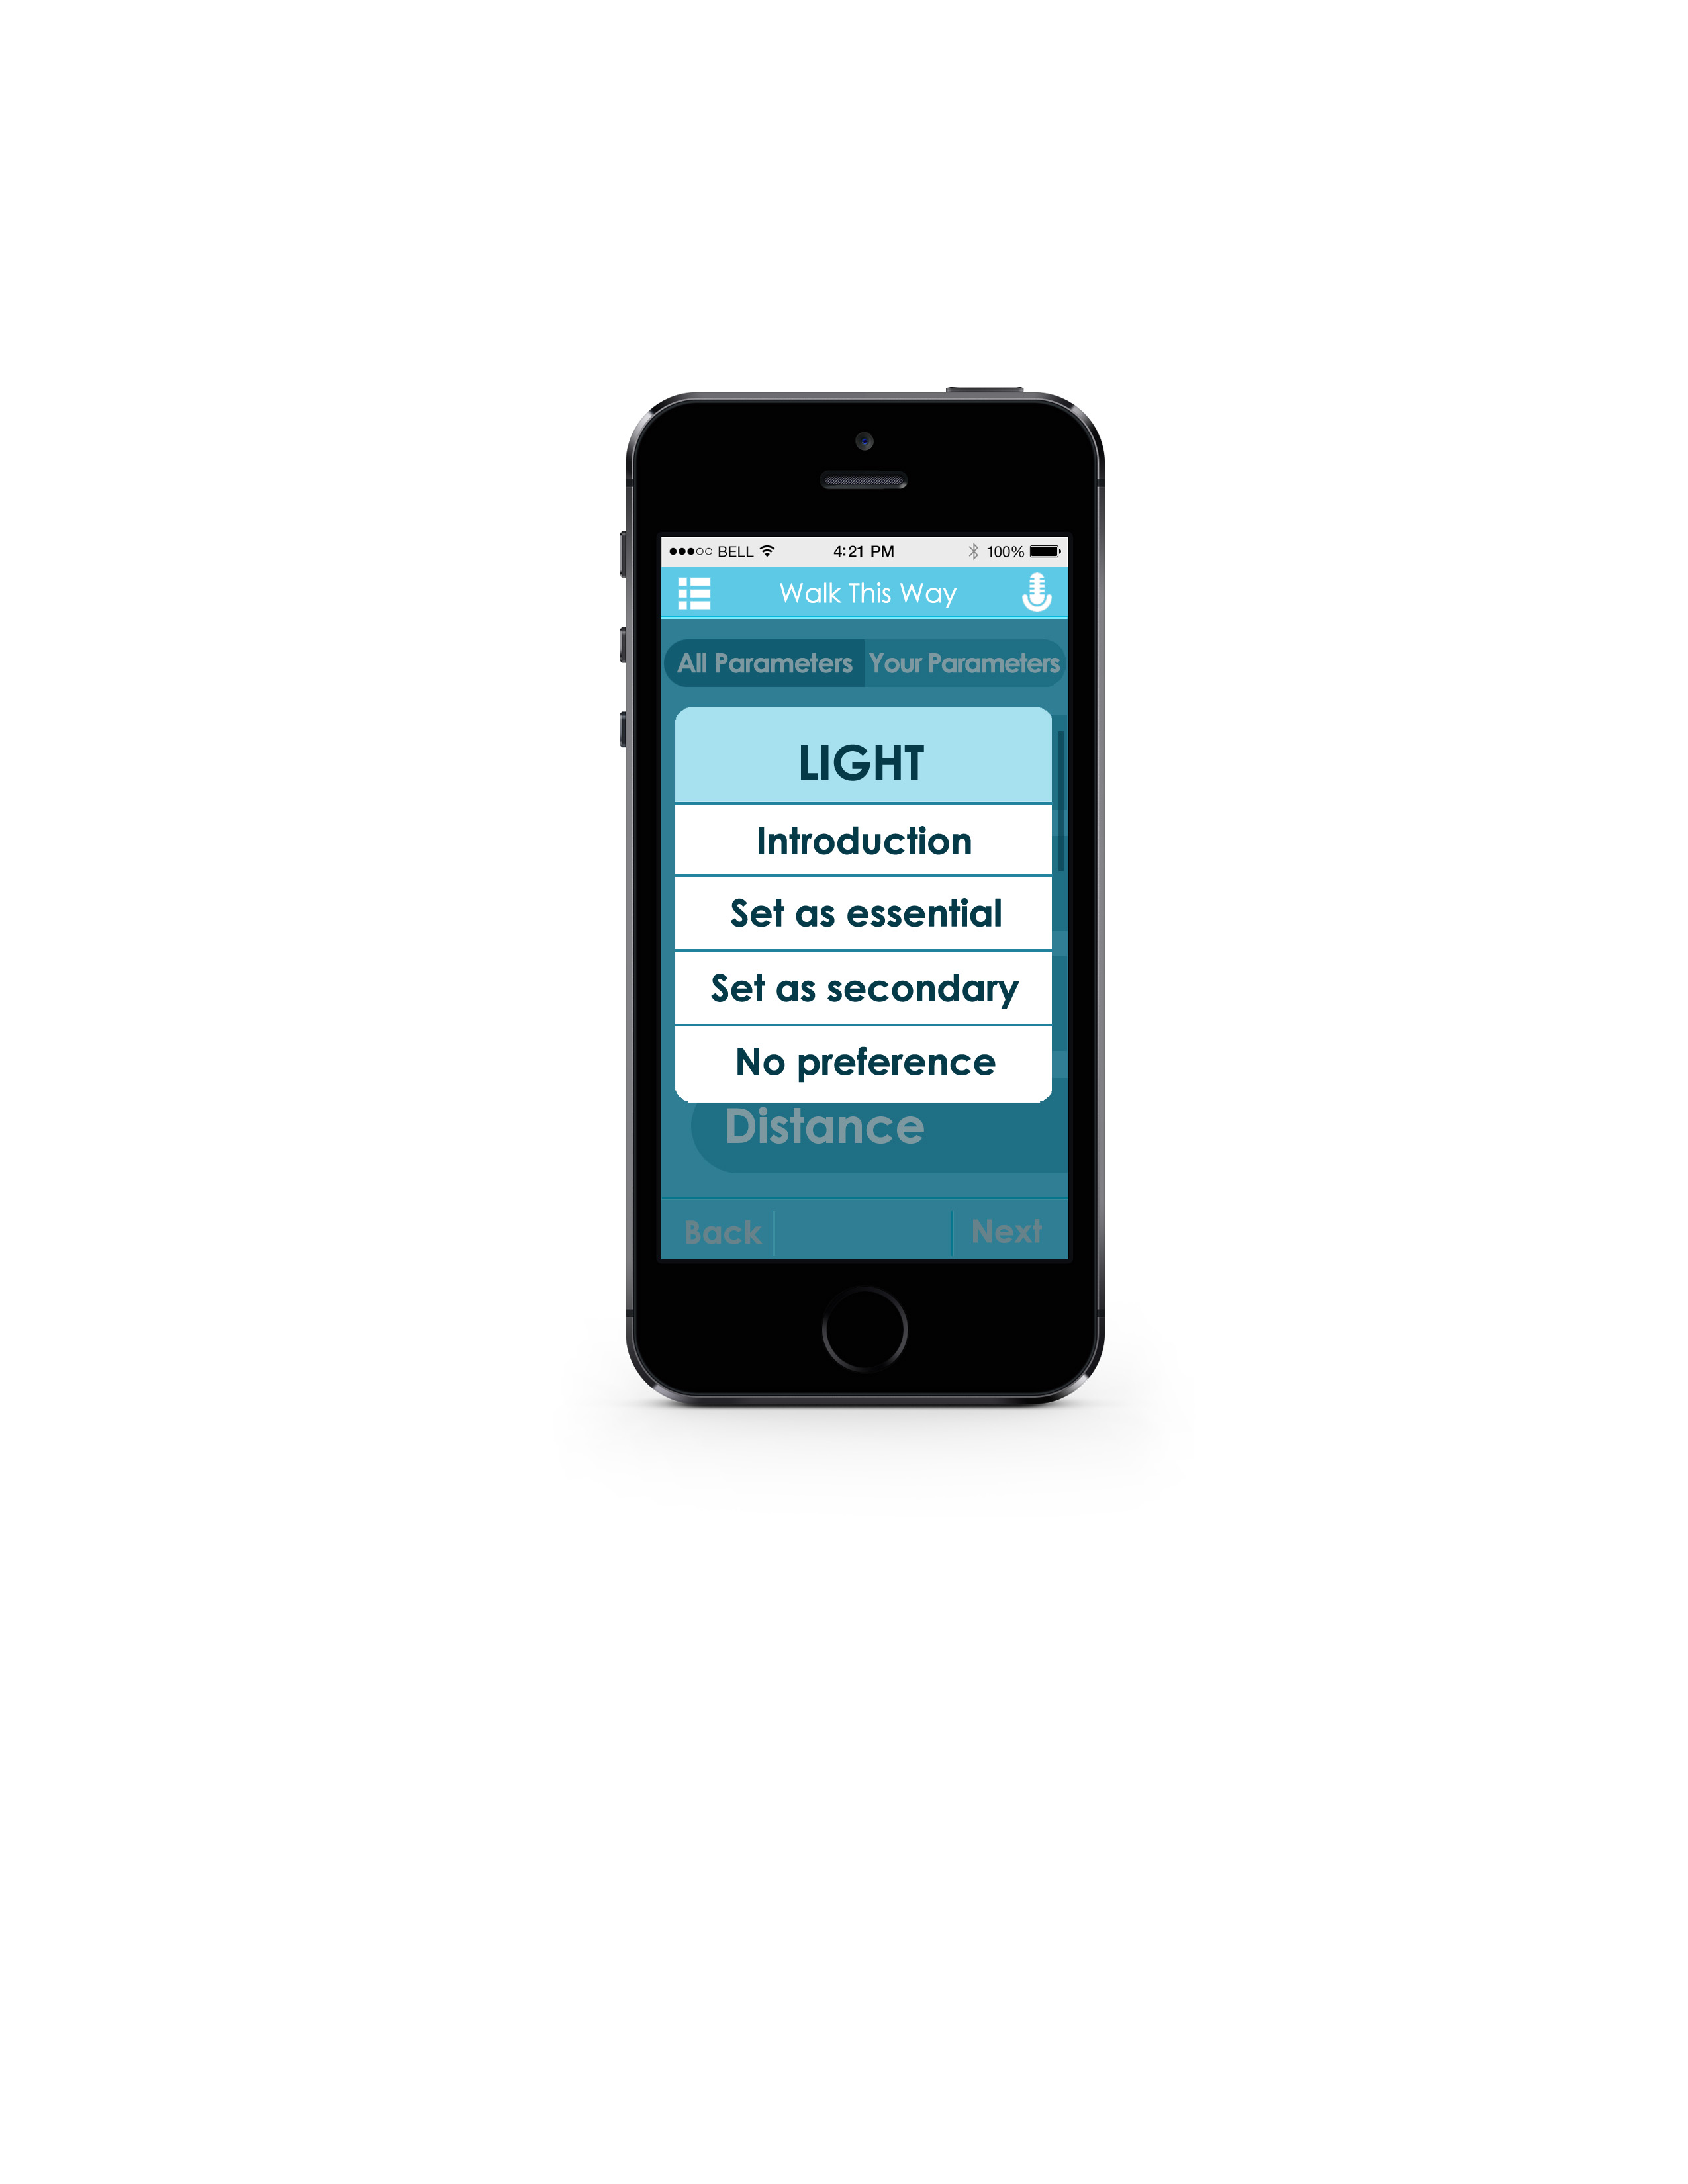 BELL 4:21 PM 100%
Walk This Way
All Parameters Your Parameters
LIGHT
Introduction
Set as essential
Set as secondary
No preference
Distance
Back Next